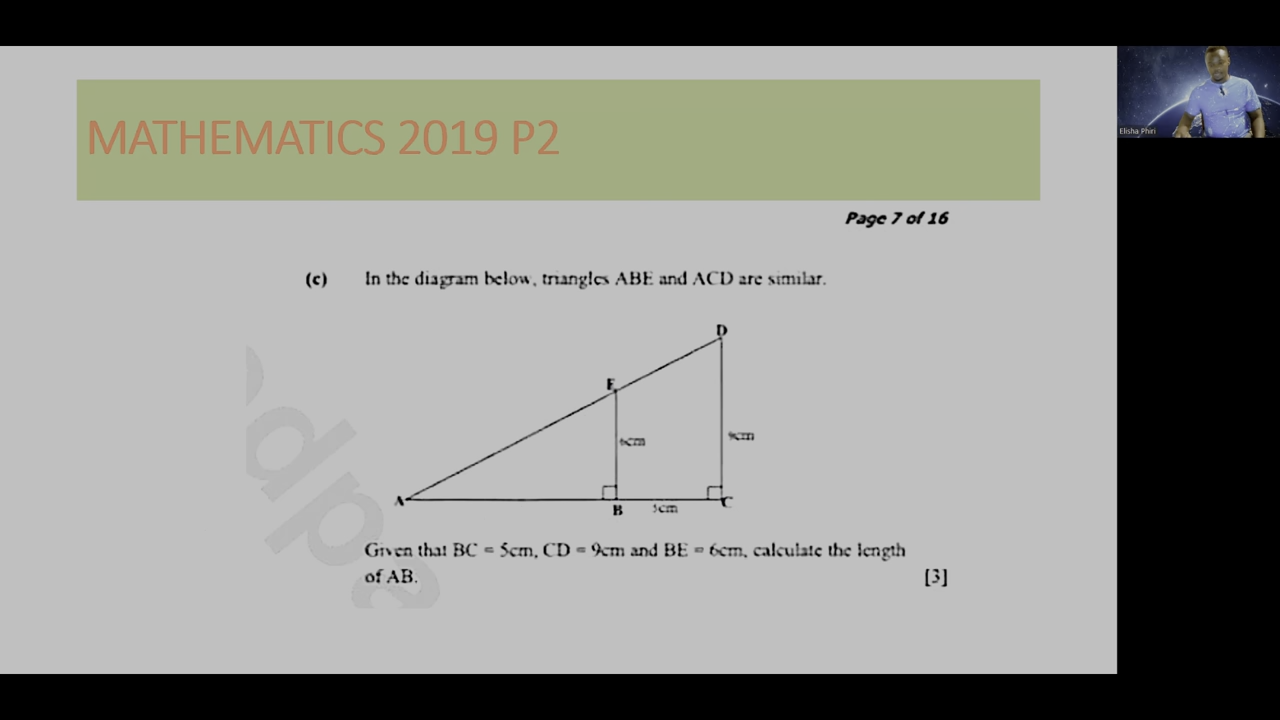 MATHEMATICS 2019 P2
Elisha Phiri
Page 7 of 16
(c) In the diagram below, triangles ABE and ACD are similar.
D
E
6cm
9cm
A
B
5cm
C
Given that BC = 5cm, CD = 9cm and BE = 6cm, calculate the length
of AB. [3]